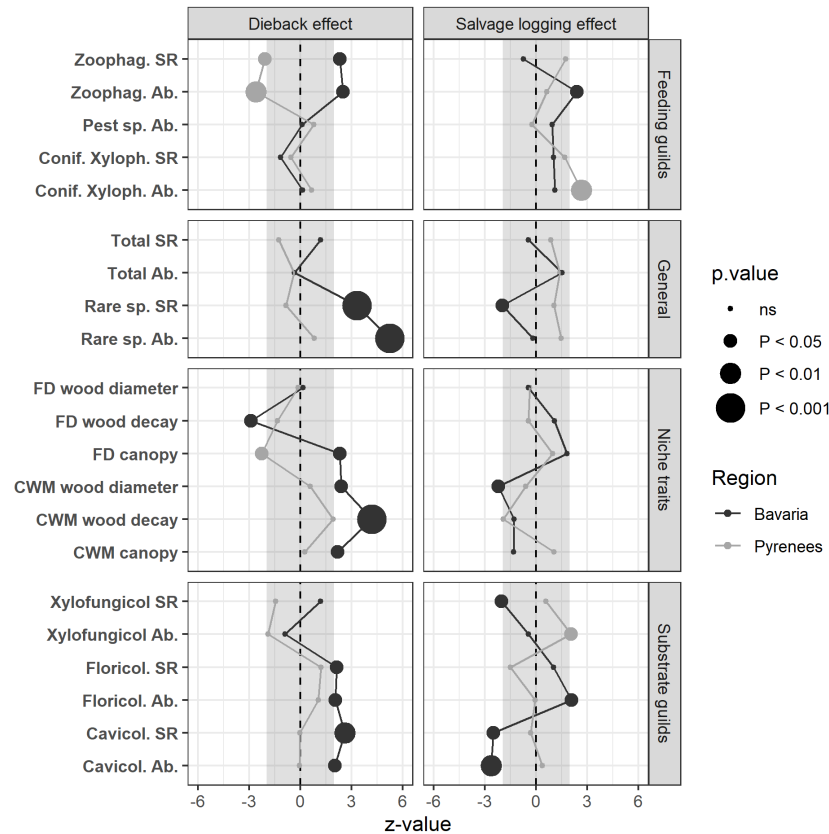 Dieback effect
Salvage logging effect
Zoophag. SR
Zoophag. Ab.
Pest sp. Ab.
Conif. Xyloph. SR
Conif. Xyloph. Ab.
Feeding guilds
Total SR
Total Ab.
Rare sp. SR
Rare sp. Ab.
General
FD wood diameter
FD wood decay
FD canopy
CWM wood diameter
CWM wood decay
CWM canopy
Niche traits
Xylofungicol SR
Xylofungicol Ab.
Floricol. SR
Floricol. Ab.
Cavicol. SR
Cavicol. Ab.
Substrate guilds
-6 -3 0 3 6
-6 -3 0 3 6
z-value
p.value
ns
P < 0.05
P < 0.01
P < 0.001
Region
Bavaria
Pyrenees